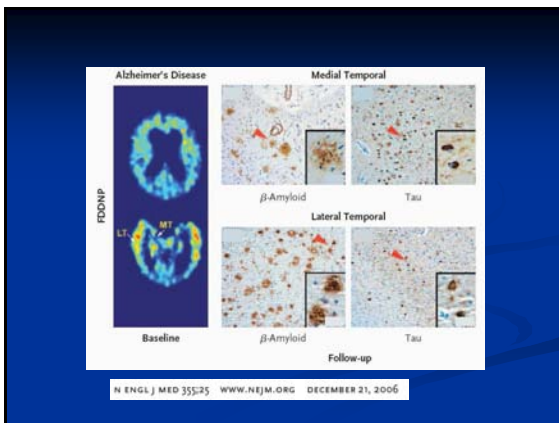 Alzheimer's Disease
Medial Temporal
FDDNP
LT
MT
β-Amyloid
Tau
Lateral Temporal
Baseline
β-Amyloid
Tau
Follow-up
N ENGL J MED 355;25 WWW.NEJM.ORG DECEMBER 21, 2006